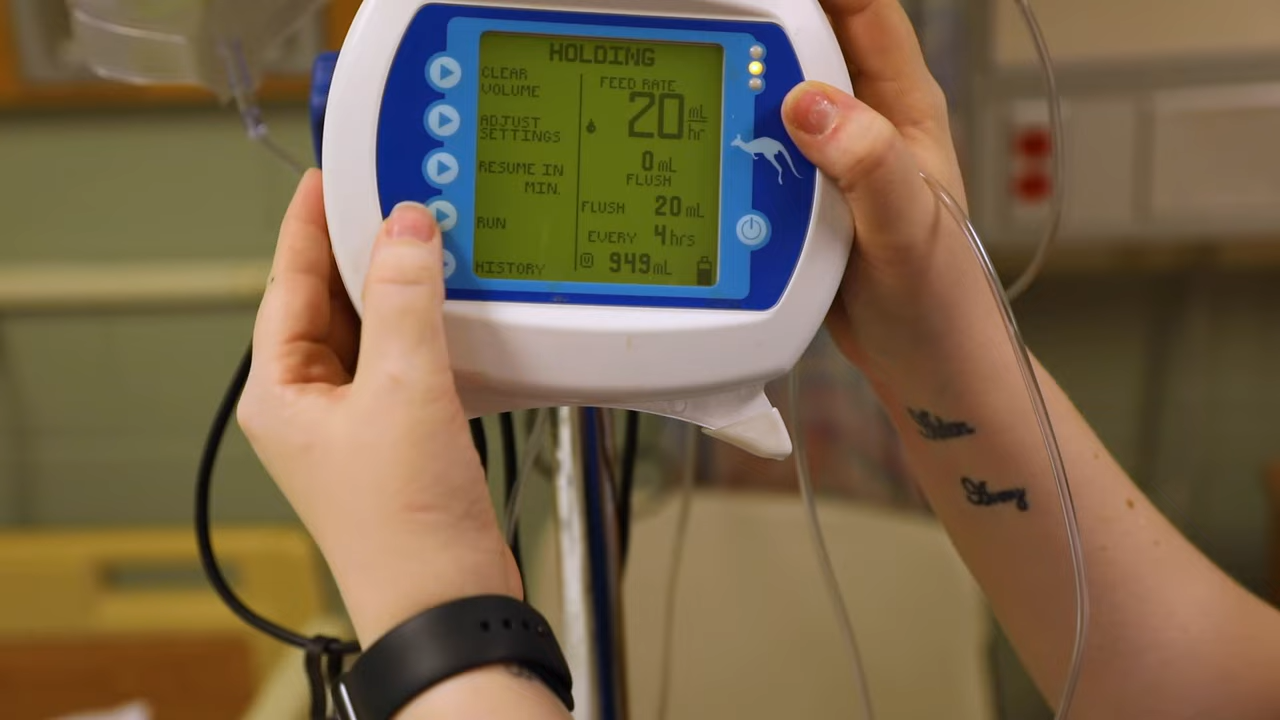 HOLDING
CLEAR
VOLUME
ADJUST
SETTINGS
RESUME IN
MIN.
RUN
HISTORY
FEED RATE
20 mL/hr
0 mL
FLUSH
FLUSH 20 mL
EVERY 4 hrs
949 mL